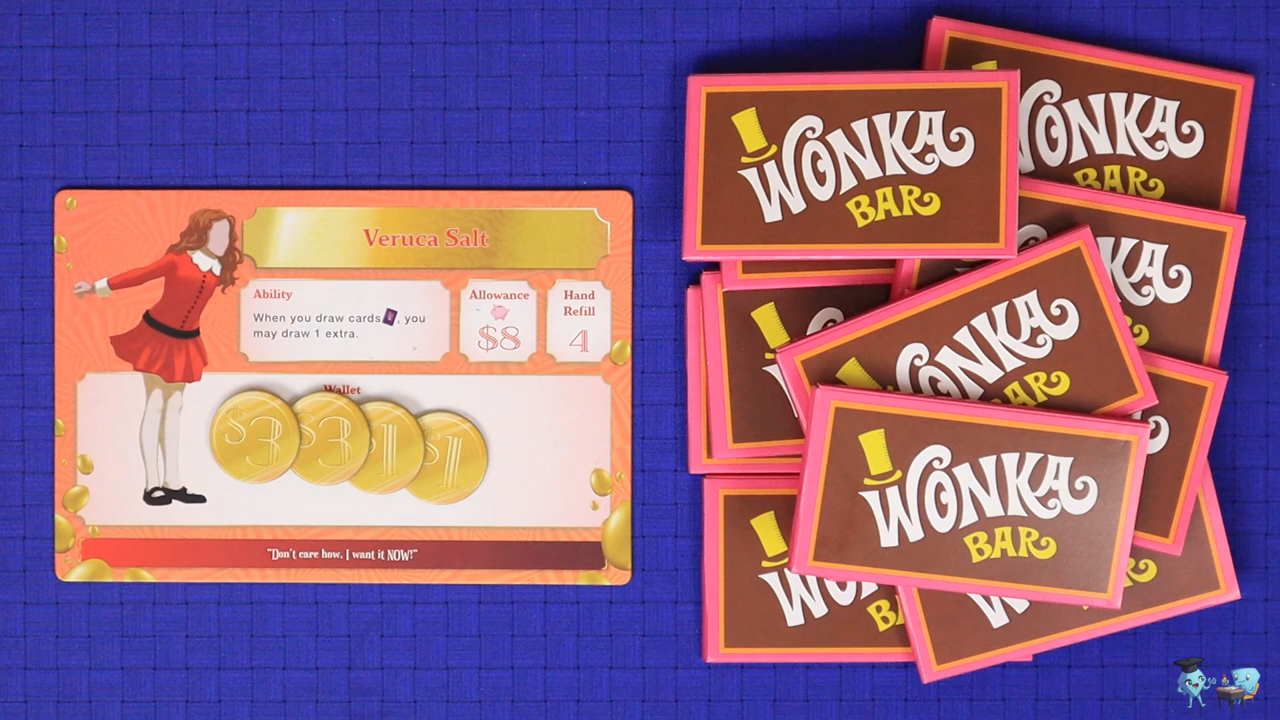 Veruca Salt
Ability
When you draw cards, you
may draw 1 extra.
Allowance
$8
Hand
Refill
4
Wallet
$3
$3
$1
$1
"Don't care how. I want it NOW!"
WONKA
BAR
WONKA
BAR
WONKA
BAR
WONKA
BAR